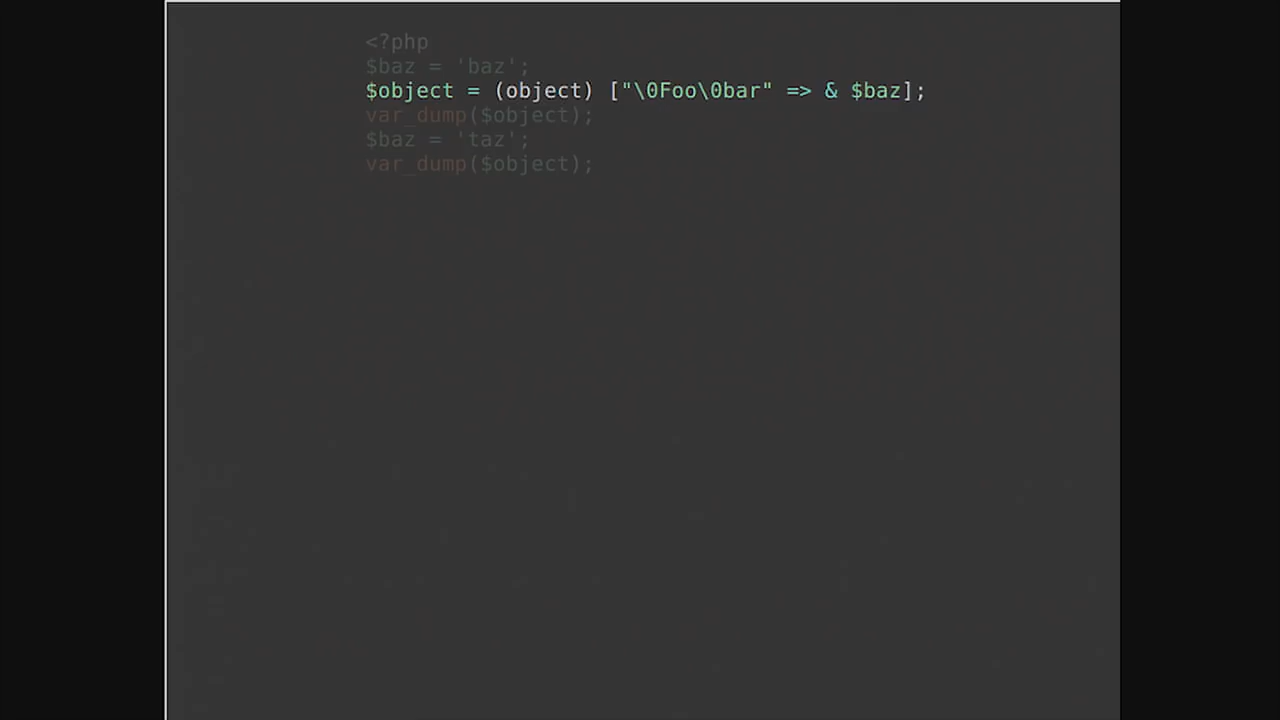 <?php
$baz = 'baz';
$object = (object) ["\0Foo\0bar" => & $baz];
var_dump($object);
$baz = 'taz';
var_dump($object);